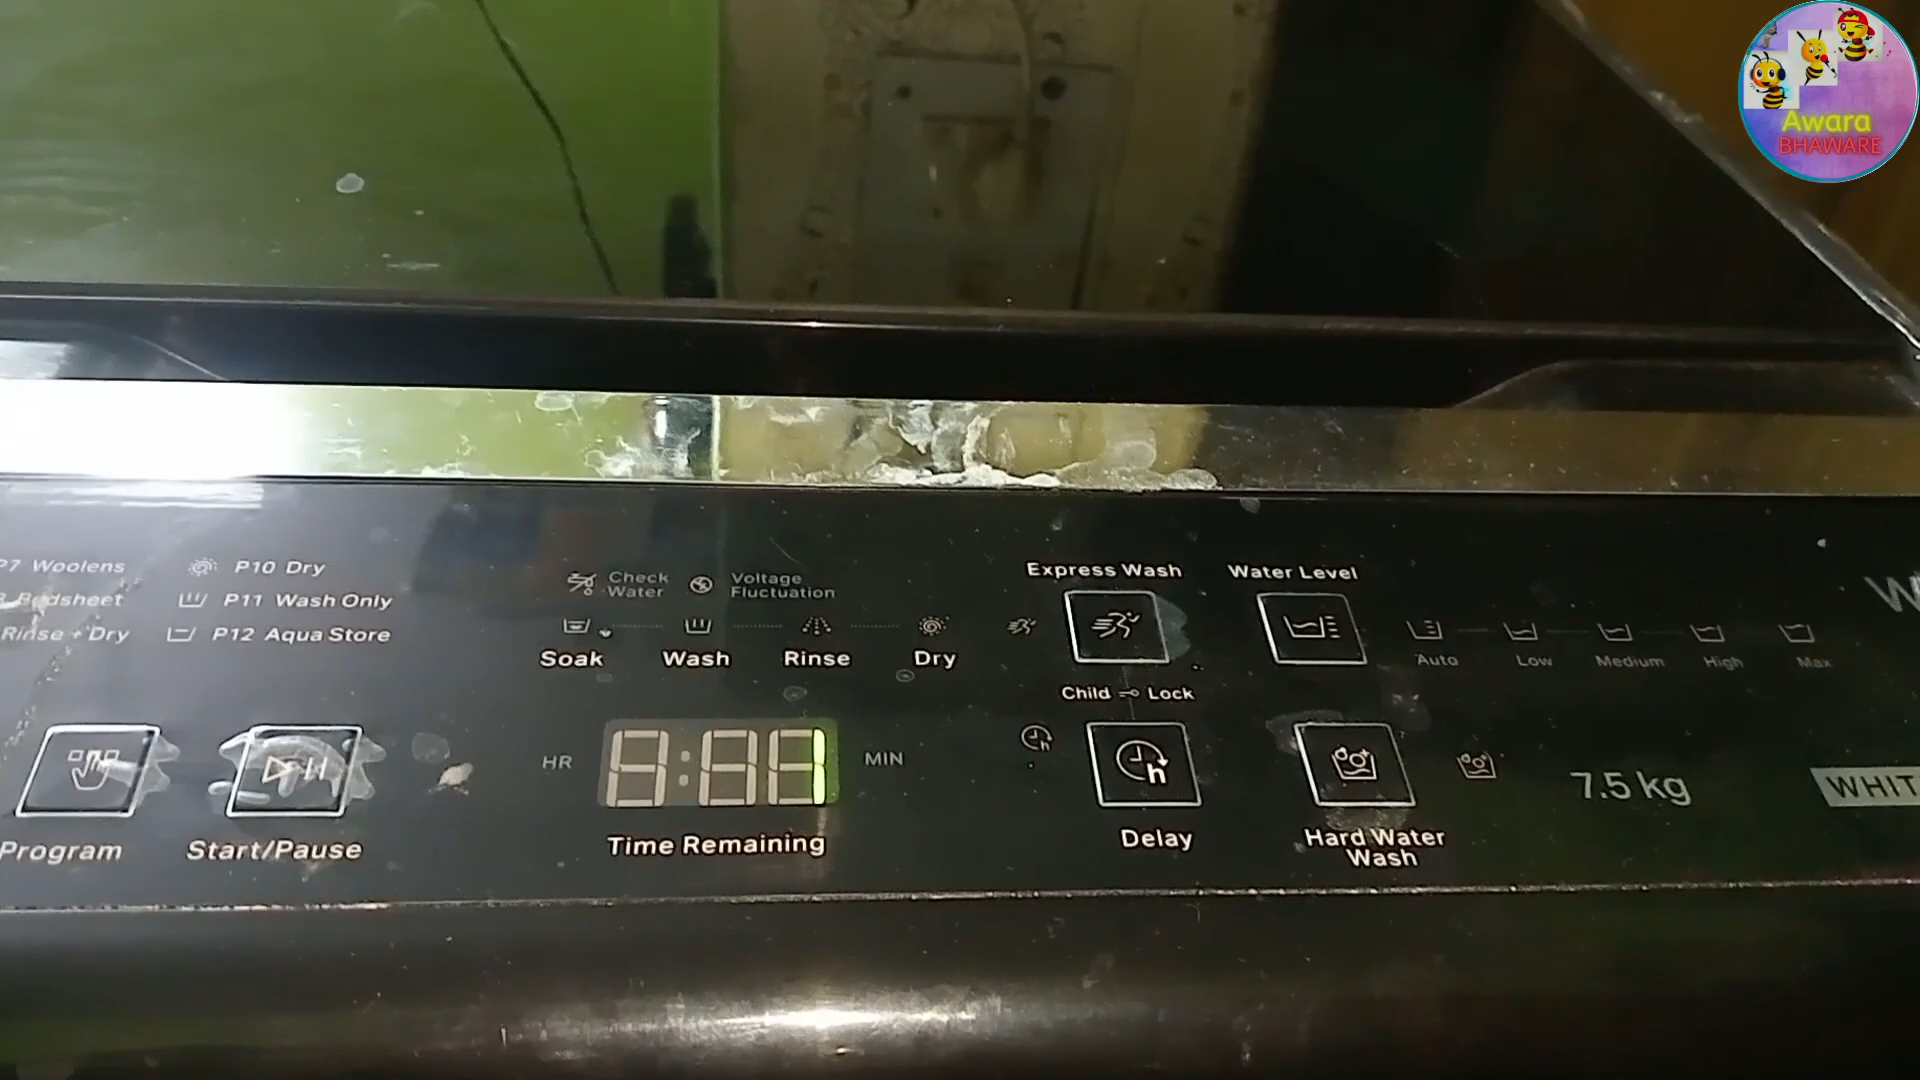 Awara
BHAWARE
P7 Woolens
P10 Dry
Bedsheet
P11 Wash Only
Rinse + Dry
P12 Aqua Store
Check Water
Voltage Fluctuation
Soak
Wash
Rinse
Dry
Express Wash
Water Level
Auto
Low
Medium
High
Max
Child Lock
Program
Start/Pause
HR
1
MIN
Time Remaining
h
h
Delay
Hard Water Wash
7.5 kg